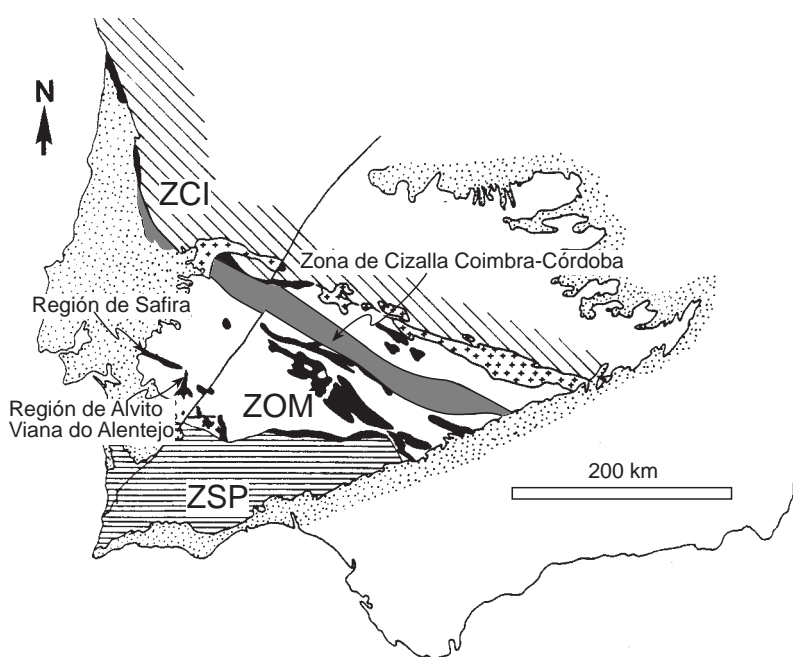 N
ZCI
Zona de Cizalla Coimbra-Córdoba
Región de Safira
Región de Alvito
Viana do Alentejo
ZOM
200 km
ZSP